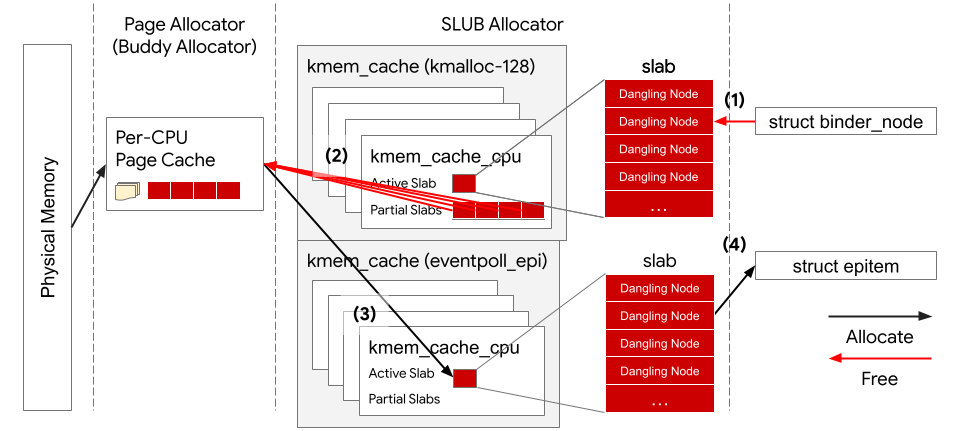 Page Allocator
(Buddy Allocator)
SLUB Allocator
Physical Memory
Per-CPU
Page Cache
kmem_cache (kmalloc-128)
(2)
kmem_cache_cpu
Active Slab
Partial Slabs
slab
Dangling Node
Dangling Node
Dangling Node
Dangling Node
...
(1)
struct binder_node
kmem_cache (eventpoll_epi)
(3)
kmem_cache_cpu
Active Slab
Partial Slabs
slab
Dangling Node
Dangling Node
Dangling Node
Dangling Node
...
(4)
struct epitem
Allocate
Free